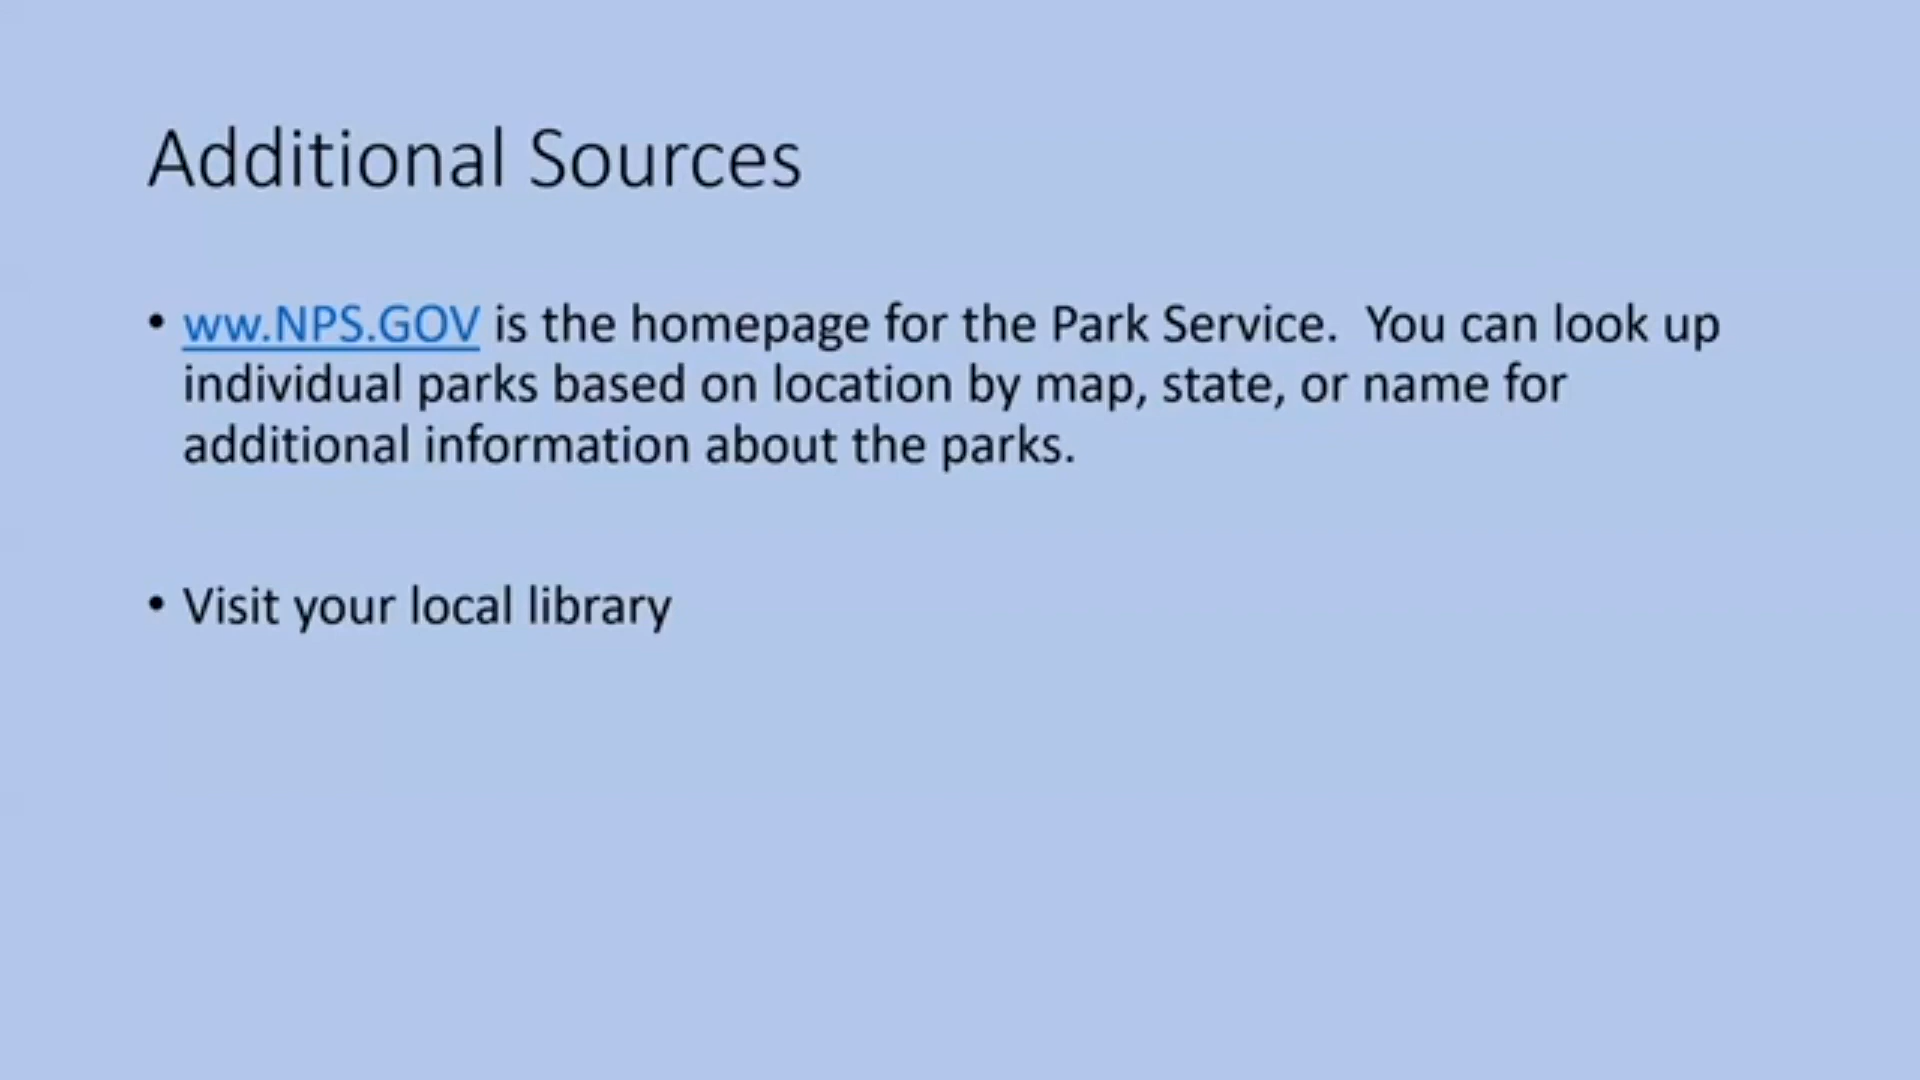 Additional Sources
• ww.NPS.GOV is the homepage for the Park Service.  You can look up
individual parks based on location by map, state, or name for
additional information about the parks.
• Visit your local library